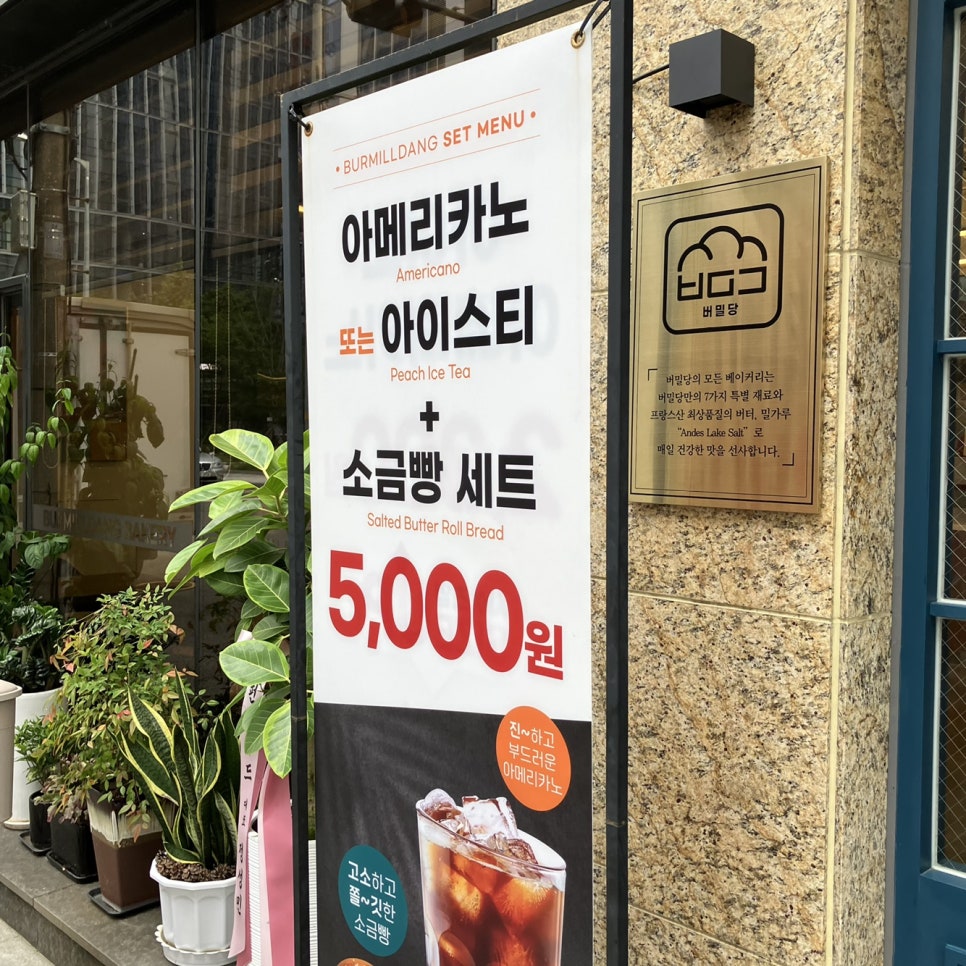 • BURMILLDANG SET MENU •
아메리카노
Americano
또는 아이스티
Peach Ice Tea
+
소금빵 세트
Salted Butter Roll Bread
5,000원
진~하고
부드러운
아메리카노
고소하고
쫄~깃한
소금빵
버밀당
「버밀당의 모든 베이커리는
버밀당만의 7가지 특별 재료와
프랑스산 최상품질의 버터, 밀가루
“Andes Lake Salt” 로
매일 건강한 맛을 선사합니다.」